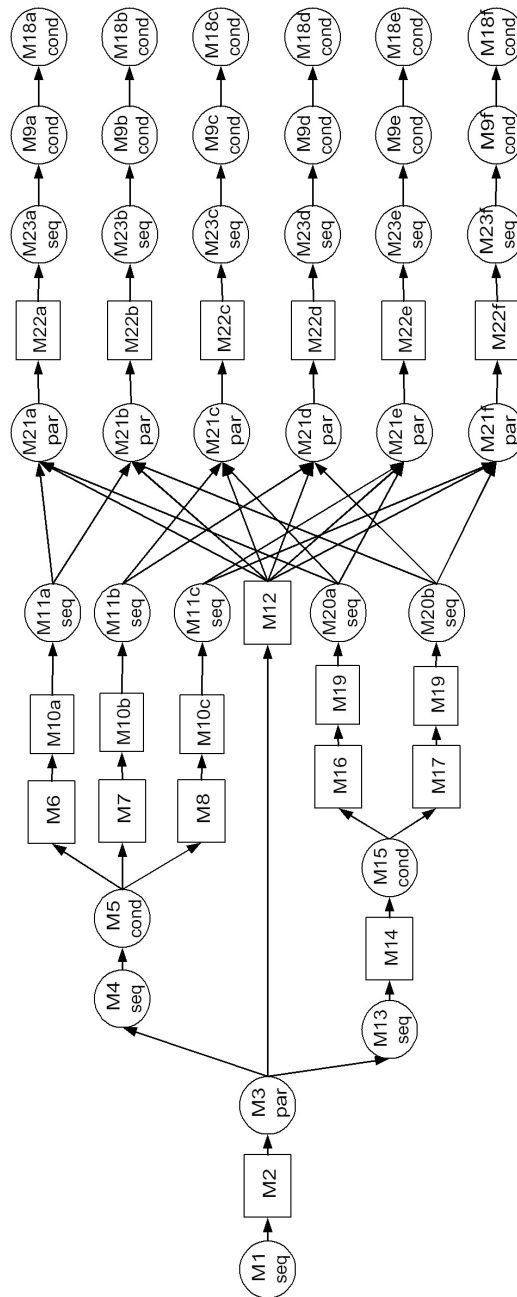 M18a
cond
M18b
cond
M18c
cond
M18d
cond
M18e
cond
M18f
cond
M9a
cond
M9b
cond
M9c
cond
M9d
cond
M9e
cond
M9f
cond
M23a
seq
M23b
seq
M23c
seq
M23d
seq
M23e
seq
M23f
seq
M22a
M22b
M22c
M22d
M22e
M22f
M21a
par
M21b
par
M21c
par
M21d
par
M21e
par
M21f
par
M11a
seq
M11b
seq
M11c
seq
M12
M20a
seq
M20b
seq
M10a
M10b
M10c
M19
M19
M6
M7
M8
M16
M17
M5
cond
M15
cond
M4
seq
M14
M13
seq
M3
par
M2
M1
seq